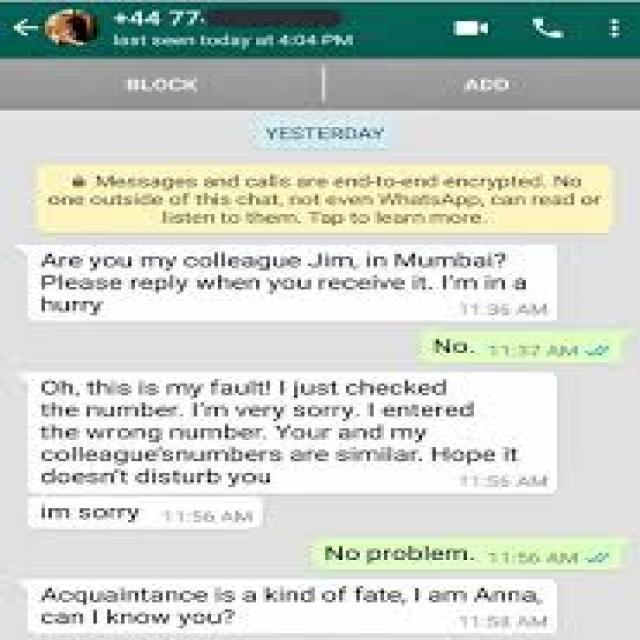 +44 77
last seen today at 4:04 PM
BLOCK
ADD
YESTERDAY
Messages and calls are end-to-end encrypted. No
one outside of this chat, not even WhatsApp, can read or
listen to them. Tap to learn more.
Are you my colleague Jim, in Mumbai?
Please reply when you receive it. I'm in a
hurry
11:36 AM
No. 11:37 AM
Oh, this is my fault! I just checked
the number. I'm very sorry. I entered
the wrong number. Your and my
colleague'snumbers are similar. Hope it
doesn't disturb you
11:56 AM
im sorry 11:56 AM
No problem. 11:56 AM
Acquaintance is a kind of fate, I am Anna,
can I know you?
11:58 AM